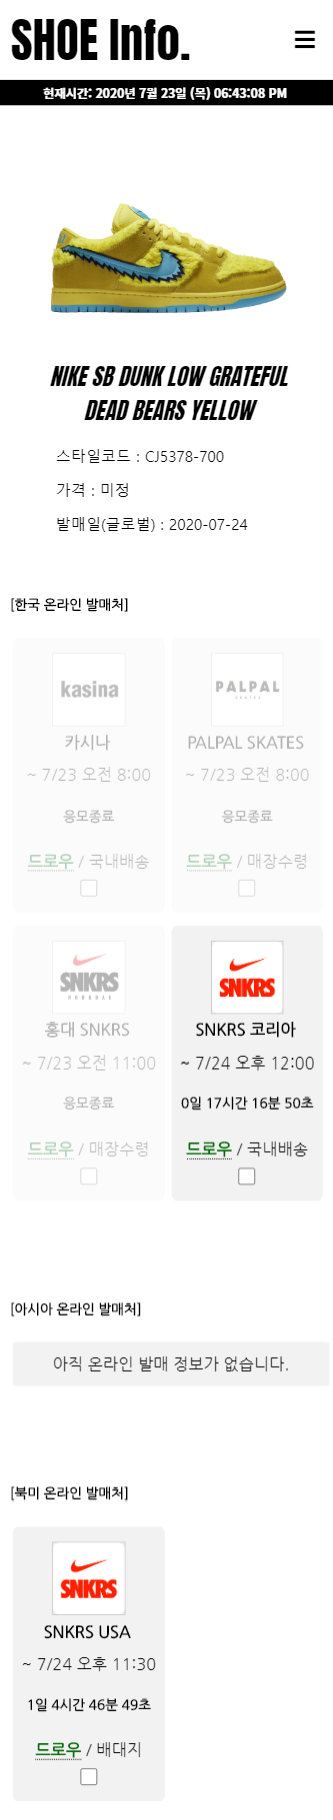 SHOE Info.
현재시간: 2020년 7월 23일 (목) 06:43:08 PM
NIKE SB DUNK LOW GRATEFUL
DEAD BEARS YELLOW
스타일코드 : CJ5378-700
가격 : 미정
발매일(글로벌) : 2020-07-24
[한국 온라인 발매처]
kasina
카시나
~ 7/23 오전 8:00
응모종료
드로우 / 국내배송
PALPAL
SKATES
PALPAL SKATES
~ 7/23 오전 8:00
응모종료
드로우 / 매장수령
SNKRS
HONGDAE
홍대 SNKRS
~ 7/23 오전 11:00
응모종료
드로우 / 매장수령
SNKRS
SNKRS 코리아
~ 7/24 오후 12:00
0일 17시간 16분 50초
드로우 / 국내배송
[아시아 온라인 발매처]
아직 온라인 발매 정보가 없습니다.
[북미 온라인 발매처]
SNKRS
SNKRS USA
~ 7/24 오후 11:30
1일 4시간 46분 49초
드로우 / 배대지